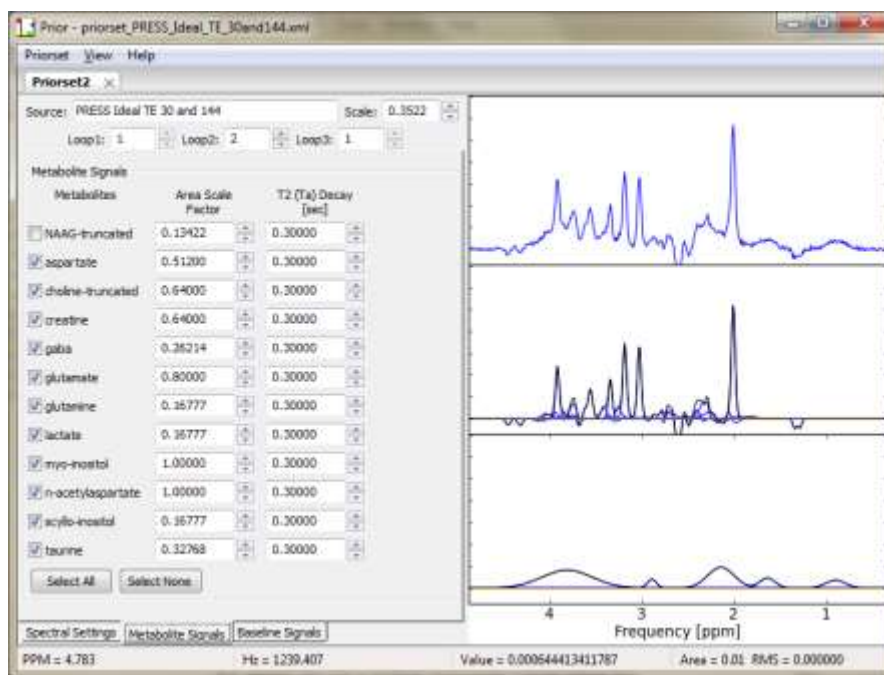 Prior - priorset_PRESS_Ideal_TE_30and144.xml
Priorset View Help
Priorset2
Source: PRESS Ideal TE 30 and 144 Scale: 0.3522
Loop1: 1 Loop2: 2 Loop3: 1
Metabolite Signals
Metabolites Area Scale Factor T2 (Ta) Decay [sec]
NAAG-truncated 0.13422 0.30000
aspartate 0.51200 0.30000
choline-truncated 0.64000 0.30000
creatine 0.64000 0.30000
gaba 0.26214 0.30000
glutamate 0.80000 0.30000
glutamine 0.16777 0.30000
lactate 0.16777 0.30000
myo-inositol 1.00000 0.30000
n-acetylaspartate 1.00000 0.30000
scyllo-inositol 0.16777 0.30000
taurine 0.32768 0.30000
Select All Select None
4 3 2 1
Frequency [ppm]
Spectral Settings Metabolite Signals Baseline Signals
PPM = 4.783 Hz = 1239.407 Value = 0.000644413411787 Area = 0.01 RMS = 0.000000